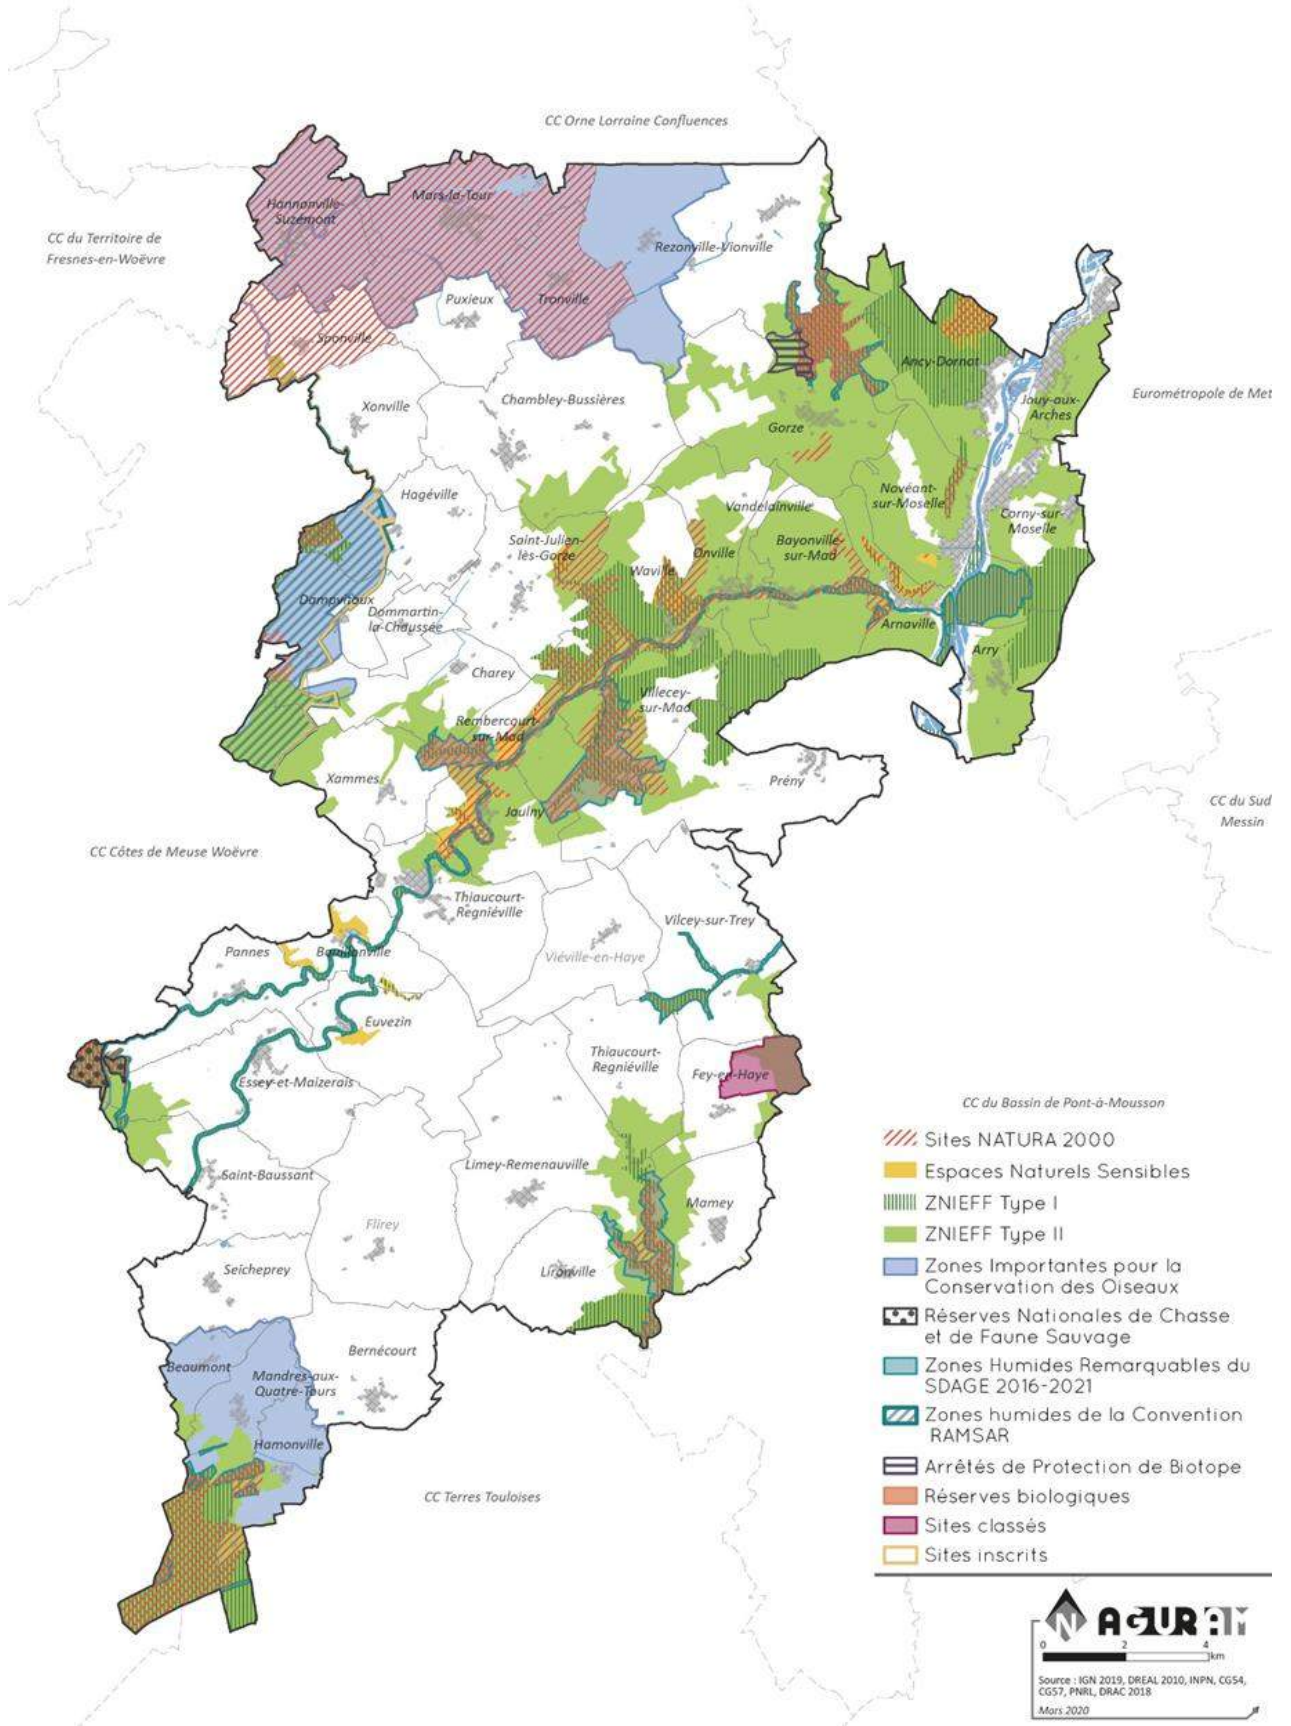 CC Orne Lorraine Confluences
CC du Territoire de
Fresnes-en-Woëvre
Hannonville-
Suzémont
Mars-la-Tour
Rezonville-Vionville
Puxieux
Tronville
Sponville
Ancy-Dornot
Eurométropole de Met
Xonville
Chambley-Bussières
Jouy-aux-
Arches
Gorze
Hagéville
Novéant-
sur-Moselle
Vandelainville
Corny-sur-
Moselle
Saint-Julien-
lès-Gorze
Onville
Bayonville-
sur-Mad
Waville
Dampvitoux
Dommartin-
la-Chaussée
Arnaville
Arry
Charey
Villecey-
sur-Mad
Rembercourt-
sur-Mad
Xammes
Prény
Jaulny
CC du Sud
Messin
CC Côtes de Meuse Woëvre
Thiaucourt-
Regniéville
Vilcey-sur-Trey
Pannes
Bouillonville
Viéville-en-Haye
Euvezin
Thiaucourt-
Regniéville
Fey-en-Haye
Essey-et-Maizerais
CC du Bassin de Pont-à-Mousson
Saint-Baussant
Limey-Remenauville
Mamey
Flirey
Seicheprey
Lironville
Bernécourt
Beaumont
Mandres-aux-
Quatre-Tours
Hamonville
CC Terres Touloises
Sites NATURA 2000
Espaces Naturels Sensibles
ZNIEFF Type I
ZNIEFF Type II
Zones Importantes pour la
Conservation des Oiseaux
Réserves Nationales de Chasse
et de Faune Sauvage
Zones Humides Remarquables du
SDAGE 2016-2021
Zones humides de la Convention
RAMSAR
Arrêtés de Protection de Biotope
Réserves biologiques
Sites classés
Sites inscrits
N AGURAM
0 2 4
km
Source : IGN 2019, DREAL 2010, INPN, CG54,
CG57, PNRL, DRAC 2018
Mars 2020